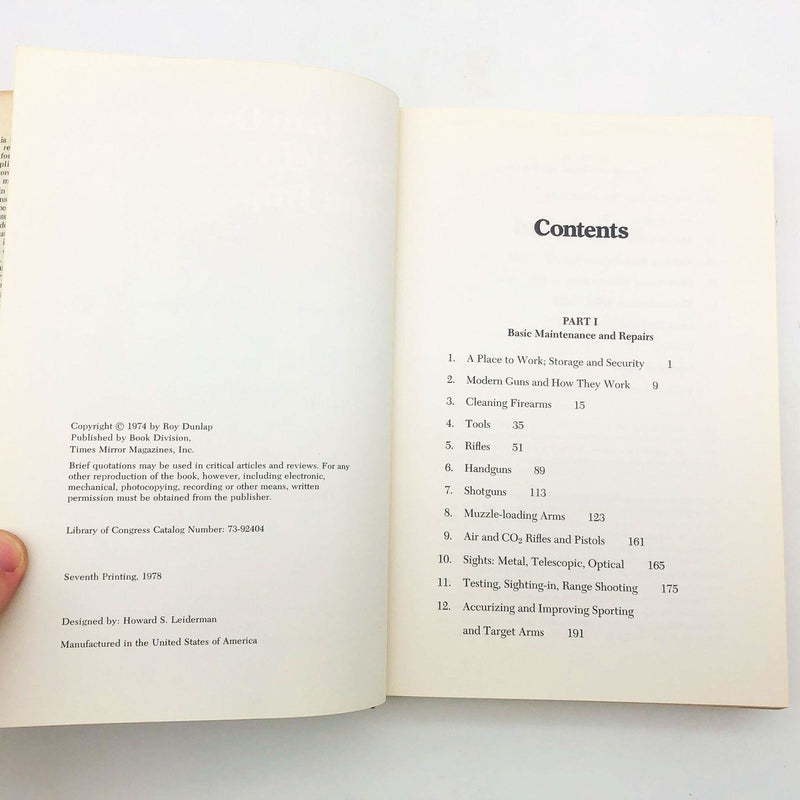 Copyright © 1974 by Roy Dunlap
Published by Book Division,
Times Mirror Magazines, Inc.
Brief quotations may be used in critical articles and reviews. For any
other reproduction of the book, however, including electronic,
mechanical, photocopying, recording or other means, written
permission must be obtained from the publisher.
Library of Congress Catalog Number: 73-92404
Seventh Printing, 1978
Designed by: Howard S. Leiderman
Manufactured in the United States of America
Contents
PART I
Basic Maintenance and Repairs
1. A Place to Work; Storage and Security 1
2. Modern Guns and How They Work 9
3. Cleaning Firearms 15
4. Tools 35
5. Rifles 51
6. Handguns 89
7. Shotguns 113
8. Muzzle-loading Arms 123
9. Air and CO₂ Rifles and Pistols 161
10. Sights: Metal, Telescopic, Optical 165
11. Testing, Sighting-in, Range Shooting 175
12. Accurizing and Improving Sporting
and Target Arms 191